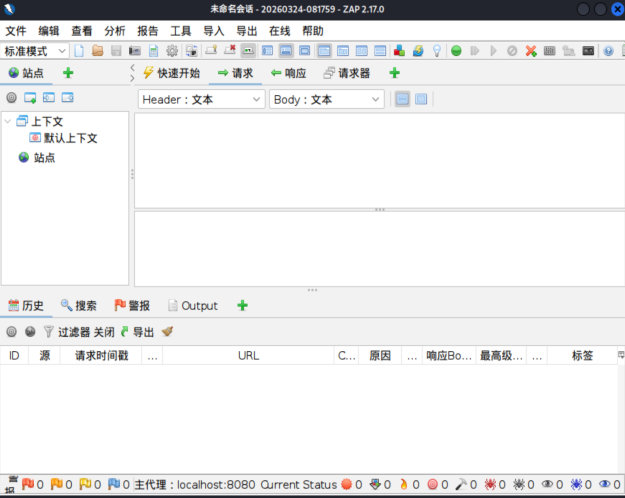 未命名会话 - 20260324-081759 - ZAP 2.17.0
文件 编辑 查看 分析 报告 工具 导入 导出 在线 帮助
标准模式
站点 快速开始 请求 响应 请求器
Header：文本 Body：文本
上下文
默认上下文
站点
历史 搜索 警报 Output
过滤器 关闭 导出
ID 源 请求时间戳 ... URL C... 原因 ... 响应Bo... 最高级... ... 标签
警报 0 0 0 0 主代理：localhost:8080 Current Status 0 0 0 0 0 0 0 0 0 0